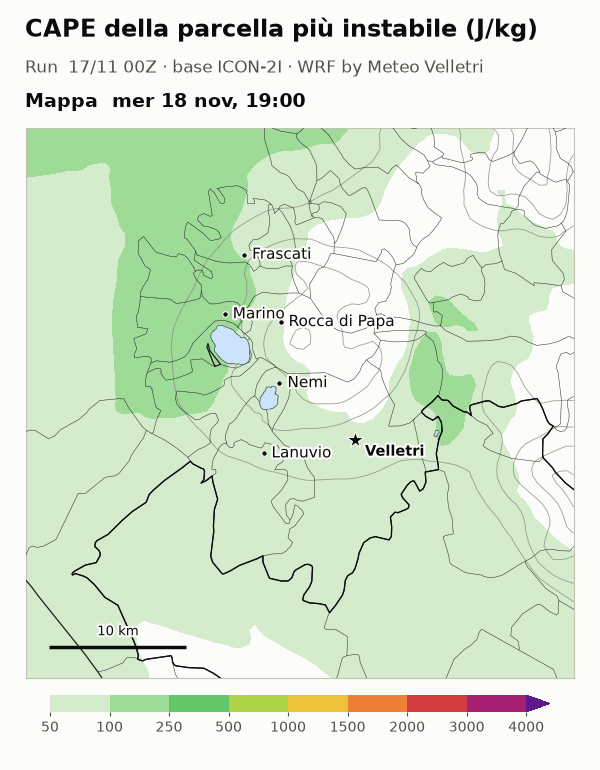 CAPE della parcella più instabile (J/kg)
Run  17/11 00Z · base ICON-2I · WRF by Meteo Velletri
Mappa  mer 18 nov, 19:00
Frascati
Marino
Rocca di Papa
Nemi
Velletri
Lanuvio
10 km
50 100 250 500 1000 1500 2000 3000 4000